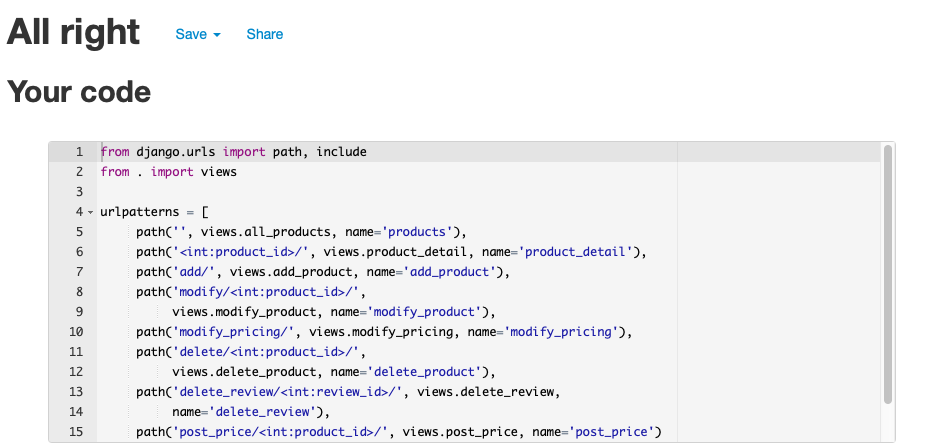 All right Save Share
Your code
1 from django.urls import path, include
2 from . import views
3
4 urlpatterns = [
5     path('', views.all_products, name='products'),
6     path('<int:product_id>/', views.product_detail, name='product_detail'),
7     path('add/', views.add_product, name='add_product'),
8     path('modify/<int:product_id>/',
9         views.modify_product, name='modify_product'),
10     path('modify_pricing/', views.modify_pricing, name='modify_pricing'),
11     path('delete/<int:product_id>/',
12         views.delete_product, name='delete_product'),
13     path('delete_review/<int:review_id>/', views.delete_review,
14         name='delete_review'),
15     path('post_price/<int:product_id>/', views.post_price, name='post_price')